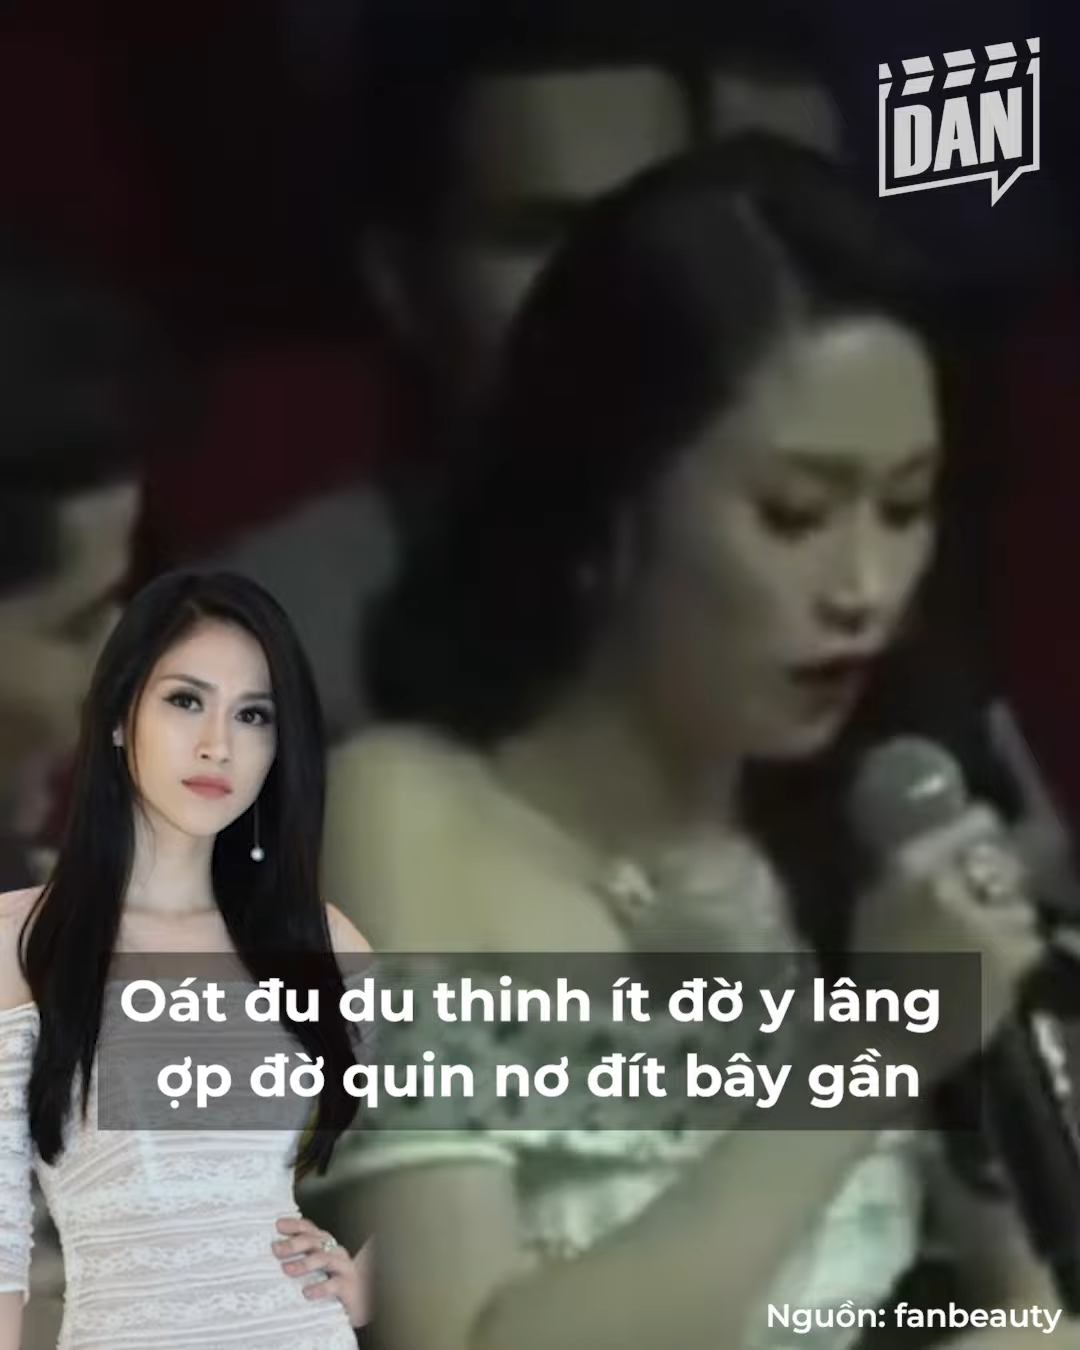 DAN
Oát đu du thinh ít đờ y lâng
ợp đờ quin nơ đít bây gần
Nguồn: fanbeauty